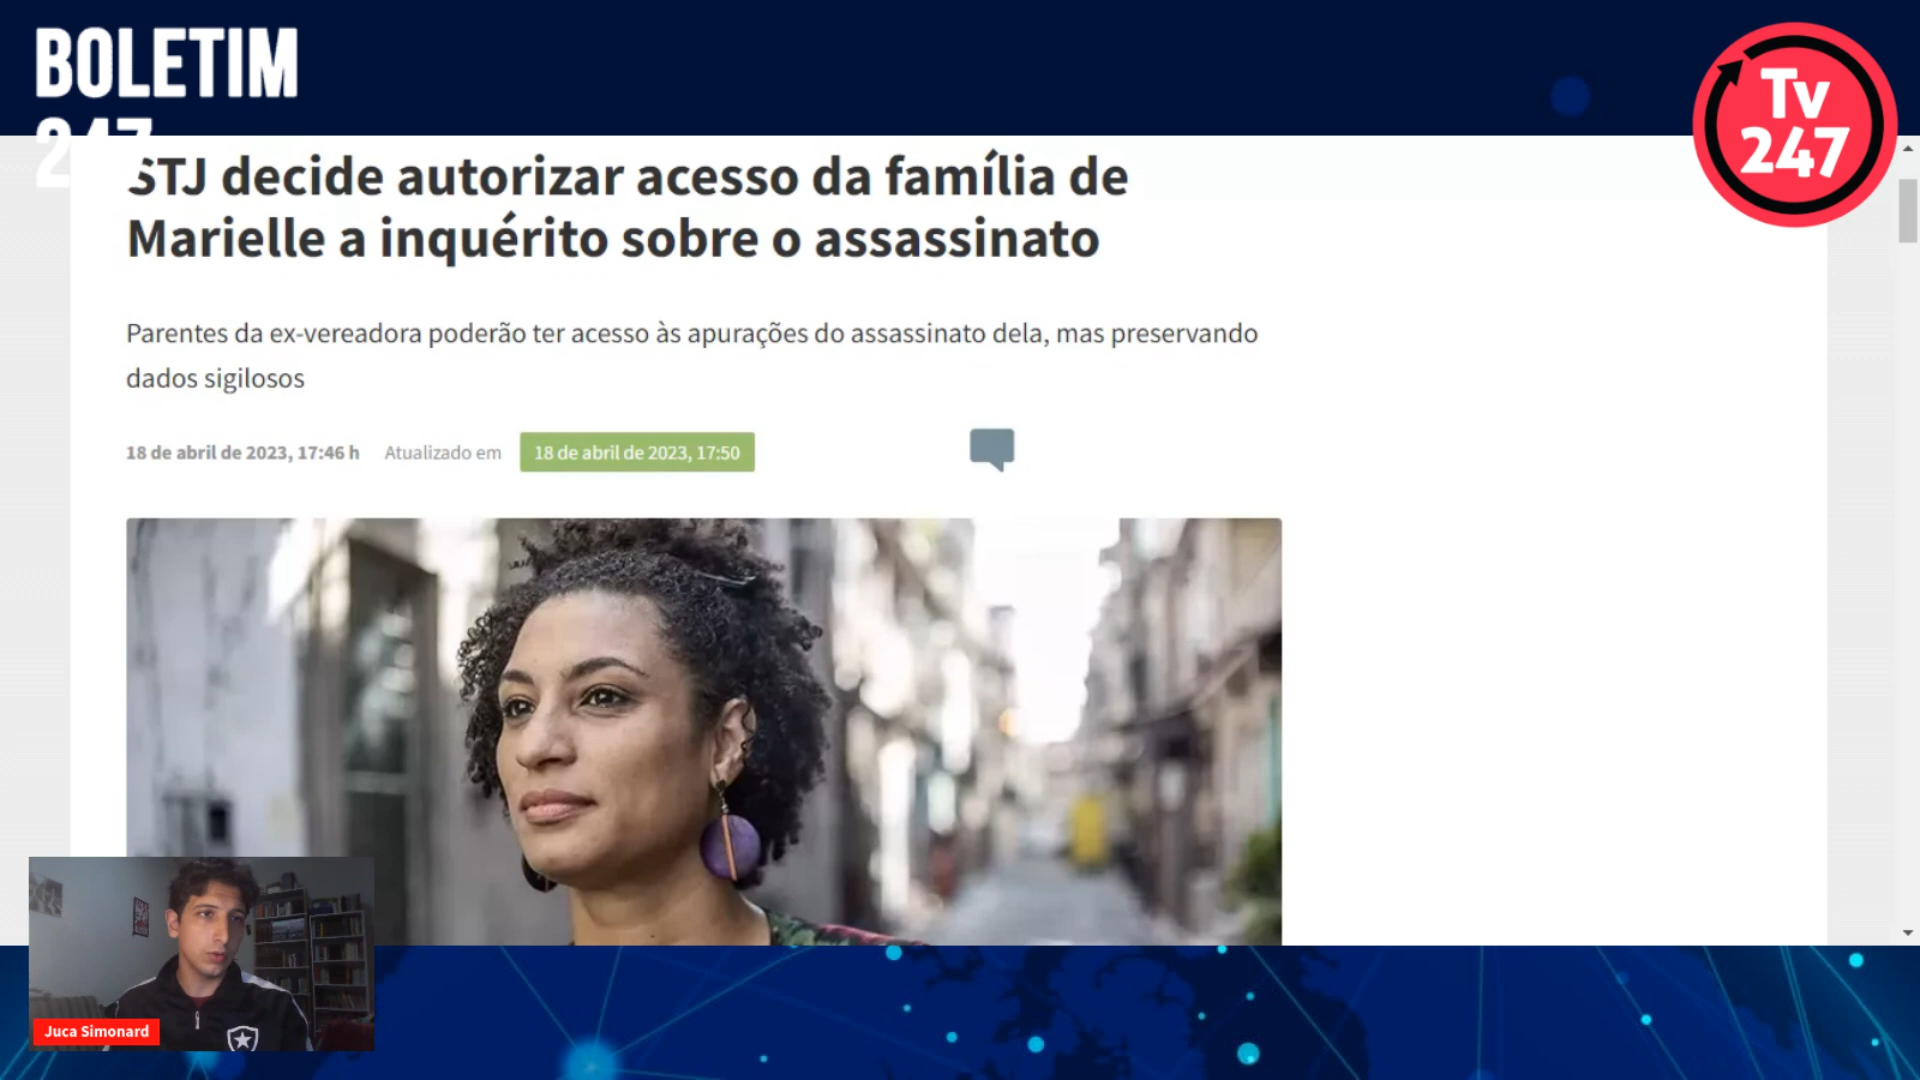 BOLETIM
247
Tv
247
STJ decide autorizar acesso da família de
Marielle a inquérito sobre o assassinato
Parentes da ex-vereadora poderão ter acesso às apurações do assassinato dela, mas preservando
dados sigilosos
18 de abril de 2023, 17:46 h Atualizado em 18 de abril de 2023, 17:50
Juca Simonard